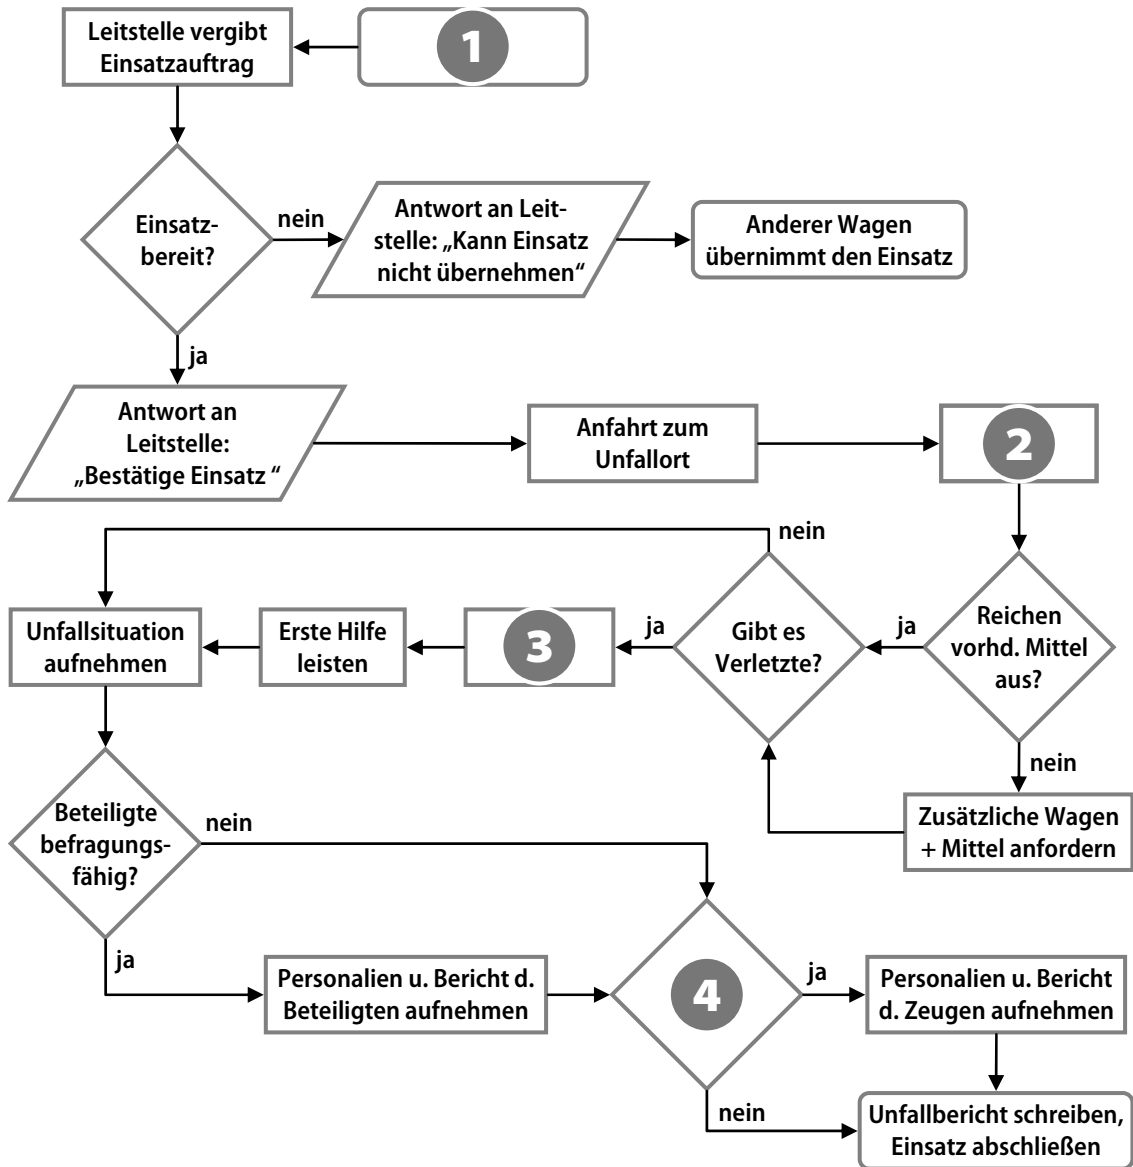 Leitstelle vergibt
Einsatzauftrag
1
Einsatz-
bereit?
nein
Antwort an Leit-
stelle: „Kann Einsatz
nicht übernehmen“
Anderer Wagen
übernimmt den Einsatz
ja
Antwort an
Leitstelle:
„Bestätige Einsatz “
Anfahrt zum
Unfallort
2
nein
Reichen
vorhd. Mittel
aus?
ja
Gibt es
Verletzte?
ja
3
Erste Hilfe
leisten
Unfallsituation
aufnehmen
nein
Zusätzliche Wagen
+ Mittel anfordern
Beteiligte
befragungs-
fähig?
nein
ja
Personalien u. Bericht d.
Beteiligten aufnehmen
4
ja
Personalien u. Bericht
d. Zeugen aufnehmen
nein
Unfallbericht schreiben,
Einsatz abschließen